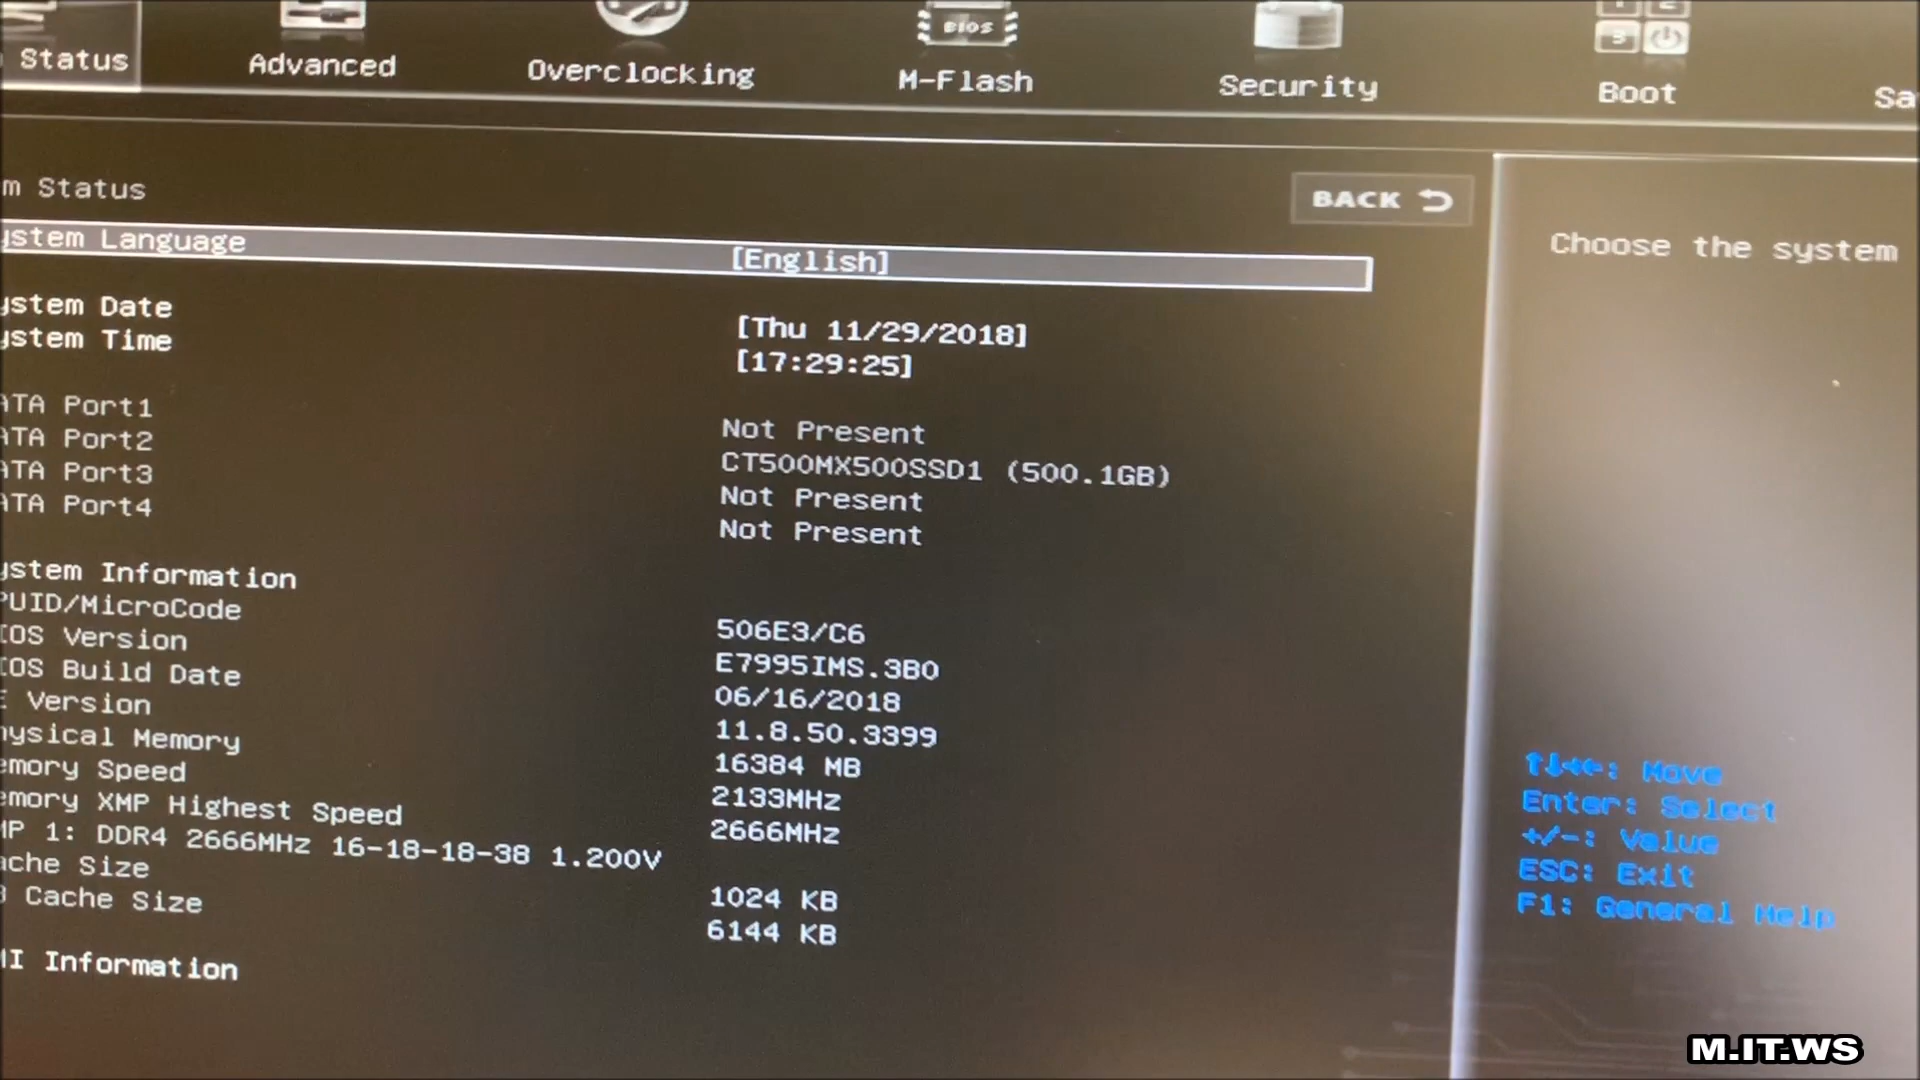 Status Advanced Overclocking M-Flash Security Boot Sa
BIOS
m Status
BACK
Choose the system
ystem Language [English]
ystem Date [Thu 11/29/2018]
ystem Time [17:29:25]
ATA Port1 Not Present
ATA Port2 CT500MX500SSD1 (500.1GB)
ATA Port3 Not Present
ATA Port4 Not Present
ystem Information
PUID/MicroCode 506E3/C6
IOS Version E7995IMS.3B0
IOS Build Date 06/16/2018
E Version 11.8.50.3399
hysical Memory 16384 MB
emory Speed 2133MHz
emory XMP Highest Speed 2666MHz
MP 1: DDR4 2666MHz 16-18-18-38 1.200V
ache Size 1024 KB
3 Cache Size 6144 KB
MI Information
↑↓→←: Move
Enter: Select
+/-: Value
ESC: Exit
F1: General Help
M.IT.WS